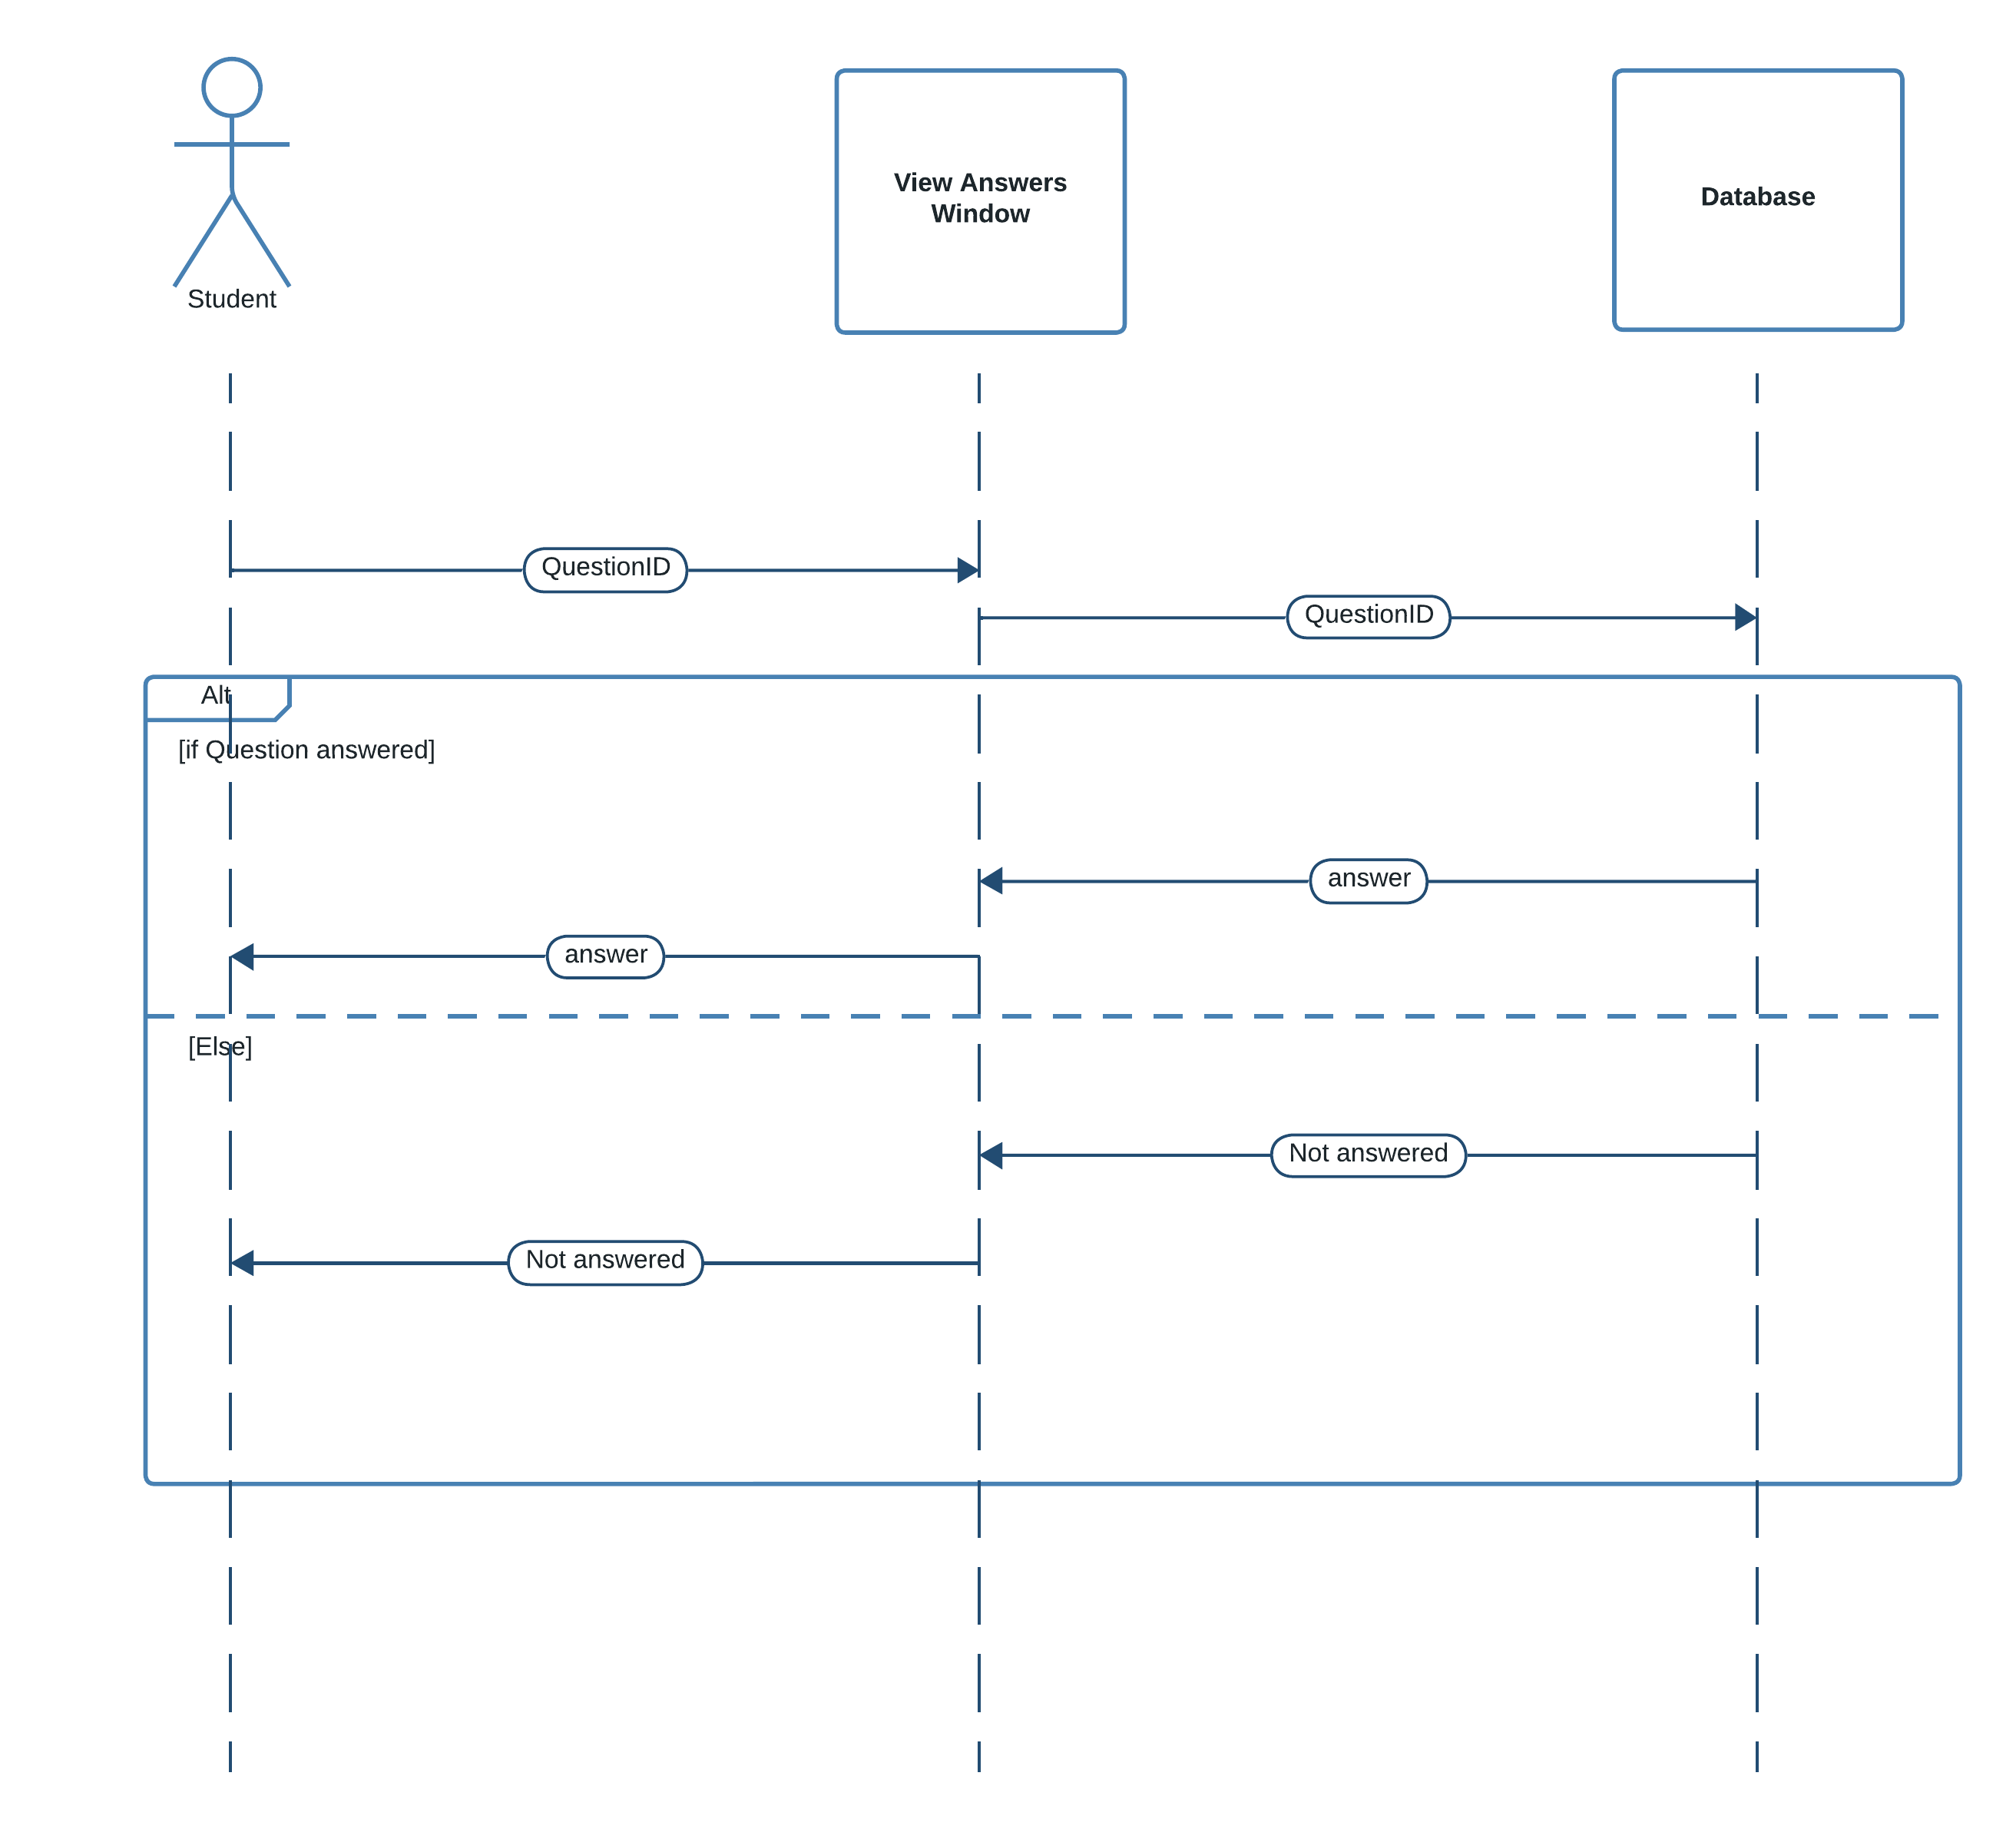 Student
View Answers
Window
Database
QuestionID
QuestionID
Alt
[if Question answered]
answer
answer
[Else]
Not answered
Not answered